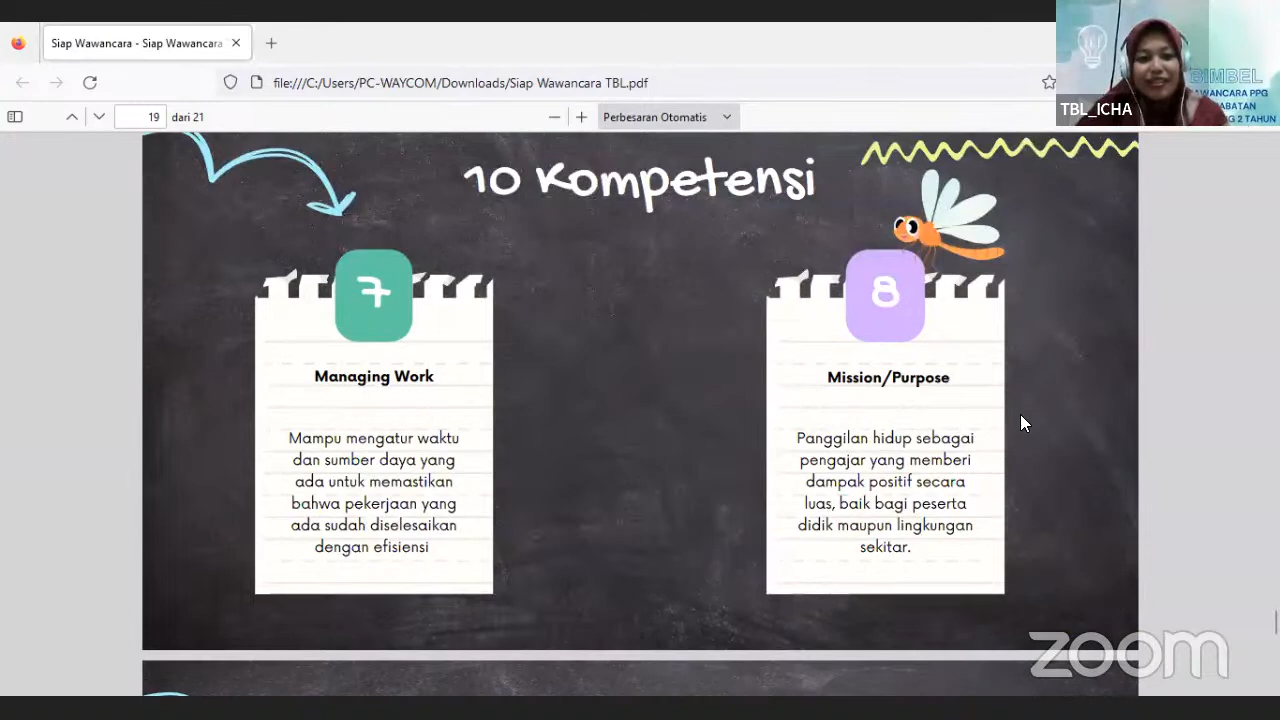 Siap Wawancara - Siap Wawancara
file:///C:/Users/PC-WAYCOM/Downloads/Siap Wawancara TBL.pdf
19 dari 21
Perbesaran Otomatis
BIMBEL
WAWANCARA PPG
TBL_ICHA
2 TAHUN
10 Kompetensi
7
Managing Work
Mampu mengatur waktu
dan sumber daya yang
ada untuk memastikan
bahwa pekerjaan yang
ada sudah diselesaikan
dengan efisiensi
8
Mission/Purpose
Panggilan hidup sebagai
pengajar yang memberi
dampak positif secara
luas, baik bagi peserta
didik maupun lingkungan
sekitar.
zoom